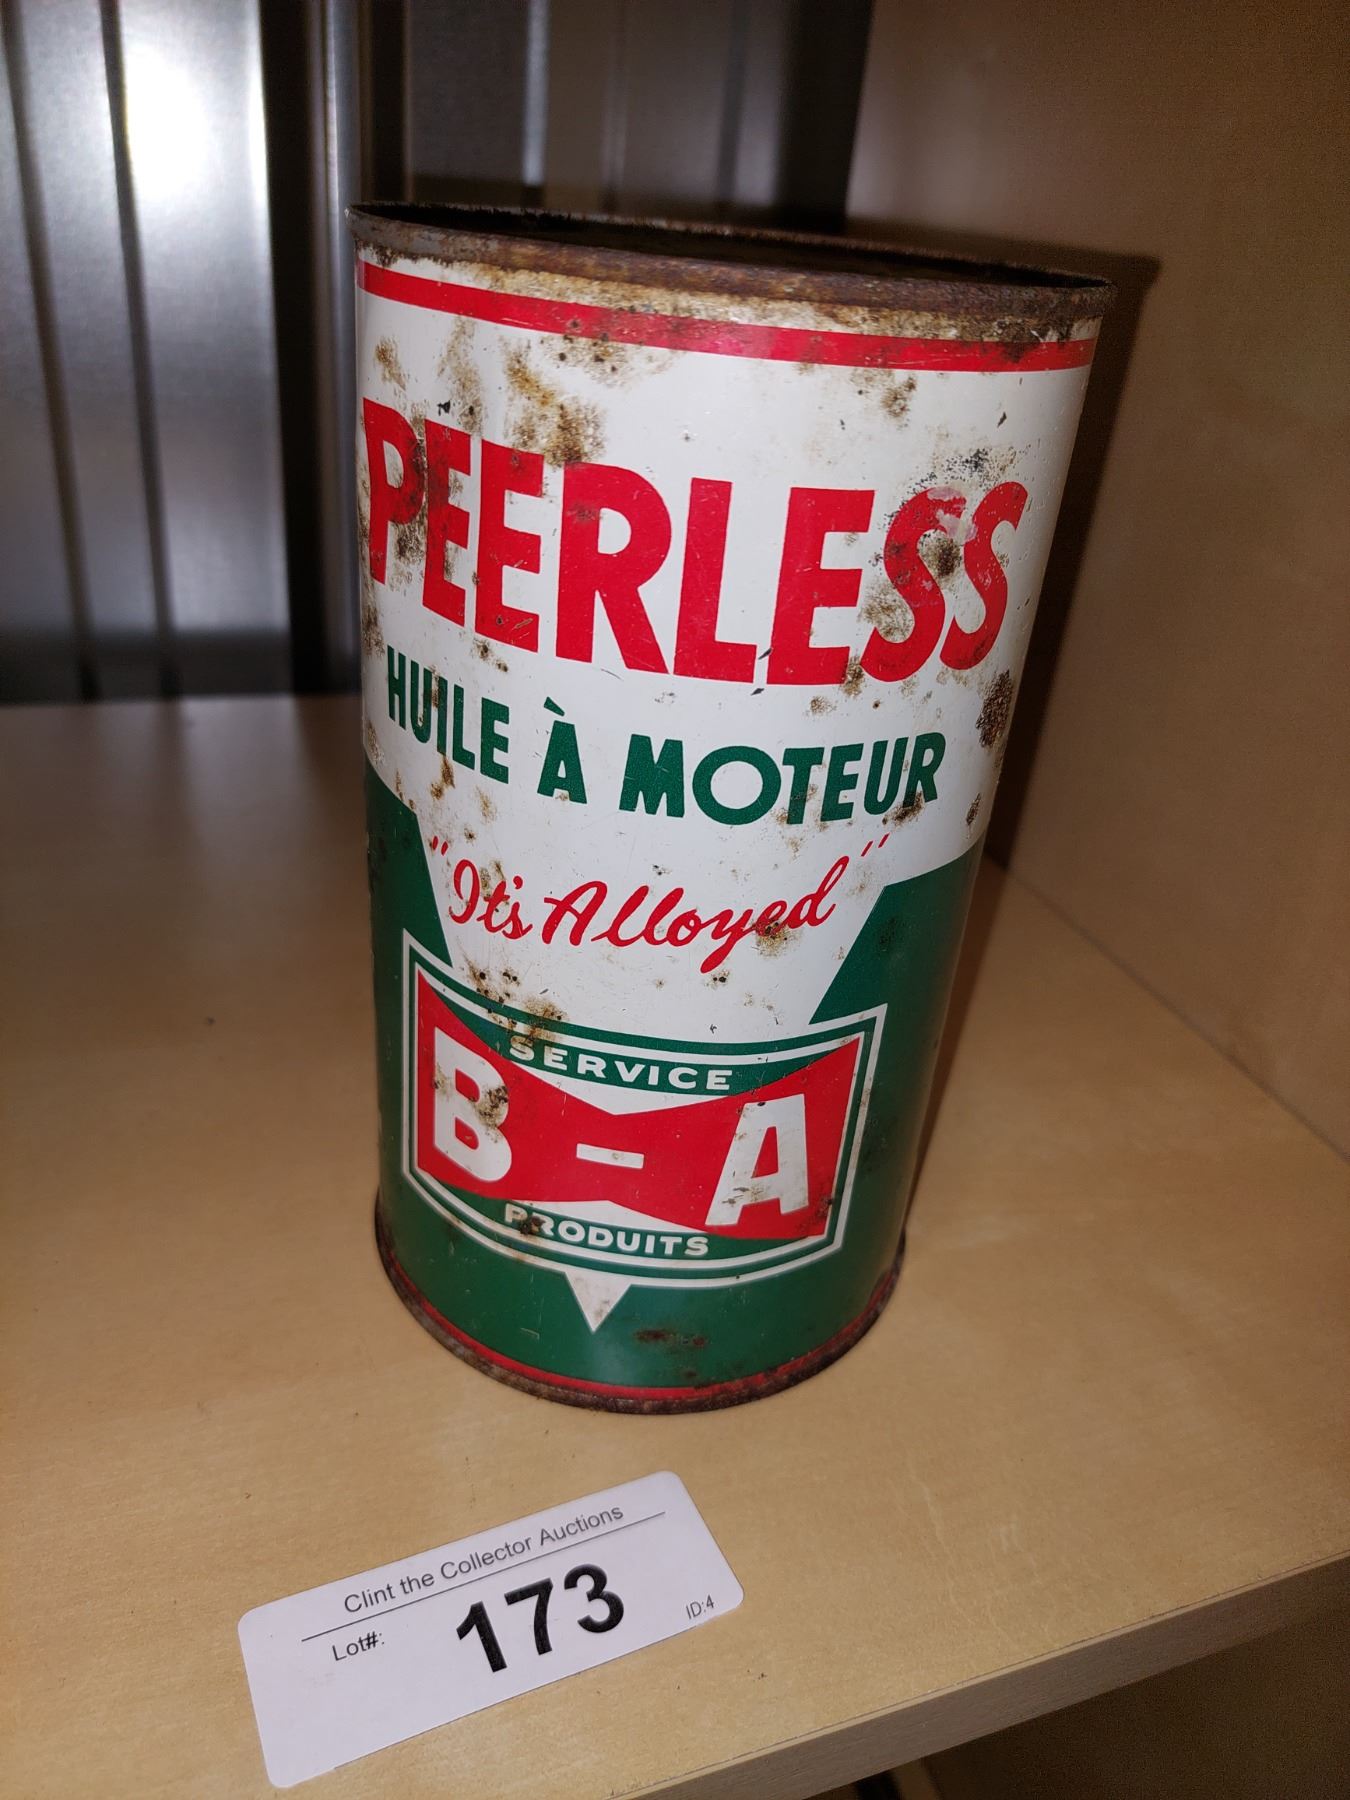 PEERLESS
HUILE À MOTEUR
"It's Alloyed"
SERVICE
B-A
PRODUITS
Clint the Collector Auctions
Lot#: 173
ID:4